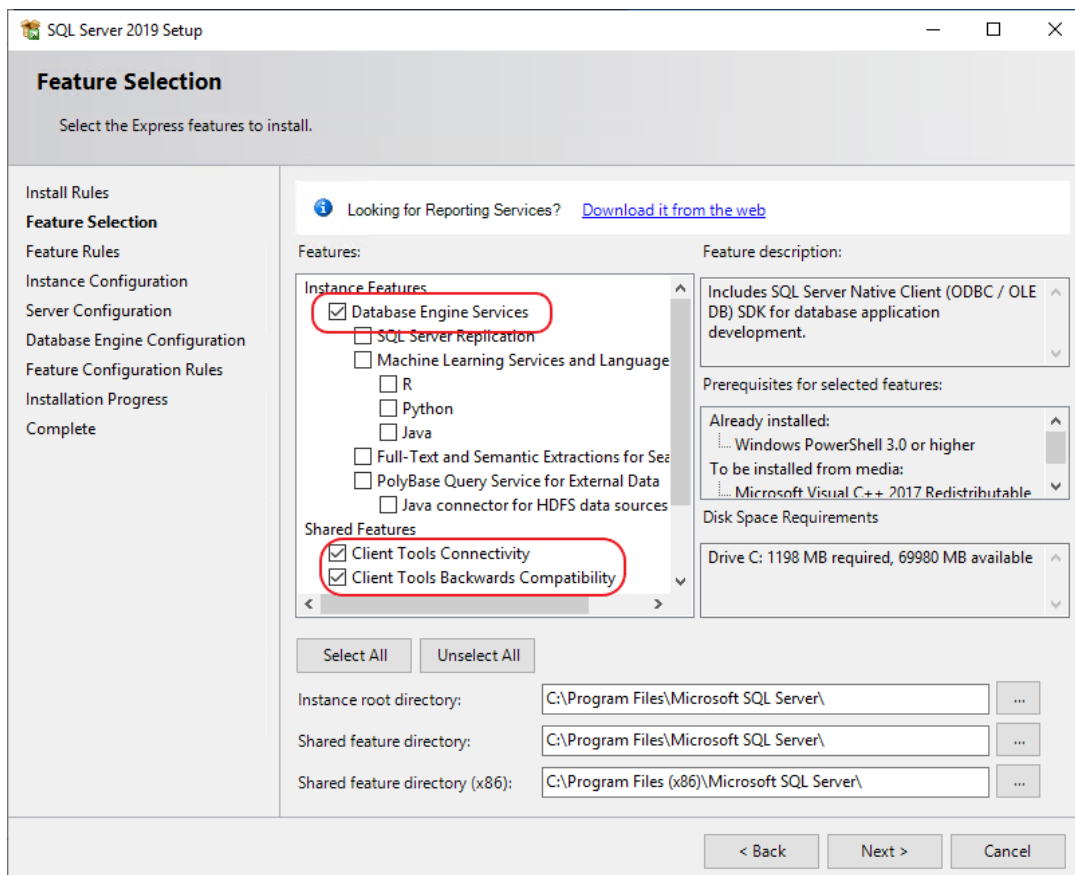 SQL Server 2019 Setup
Feature Selection
Select the Express features to install.
Install Rules
Feature Selection
Feature Rules
Instance Configuration
Server Configuration
Database Engine Configuration
Feature Configuration Rules
Installation Progress
Complete
Looking for Reporting Services? Download it from the web
Features:
Instance Features
Database Engine Services
SQL Server Replication
Machine Learning Services and Language
R
Python
Java
Full-Text and Semantic Extractions for Sea
PolyBase Query Service for External Data
Java connector for HDFS data sources
Shared Features
Client Tools Connectivity
Client Tools Backwards Compatibility
Feature description:
Includes SQL Server Native Client (ODBC / OLE
DB) SDK for database application
development.
Prerequisites for selected features:
Already installed:
Windows PowerShell 3.0 or higher
To be installed from media:
Microsoft Visual C++ 2017 Redistributable
Disk Space Requirements
Drive C: 1198 MB required, 69980 MB available
Select All
Unselect All
Instance root directory: C:\Program Files\Microsoft SQL Server\ ...
Shared feature directory: C:\Program Files\Microsoft SQL Server\ ...
Shared feature directory (x86): C:\Program Files (x86)\Microsoft SQL Server\ ...
< Back
Next >
Cancel